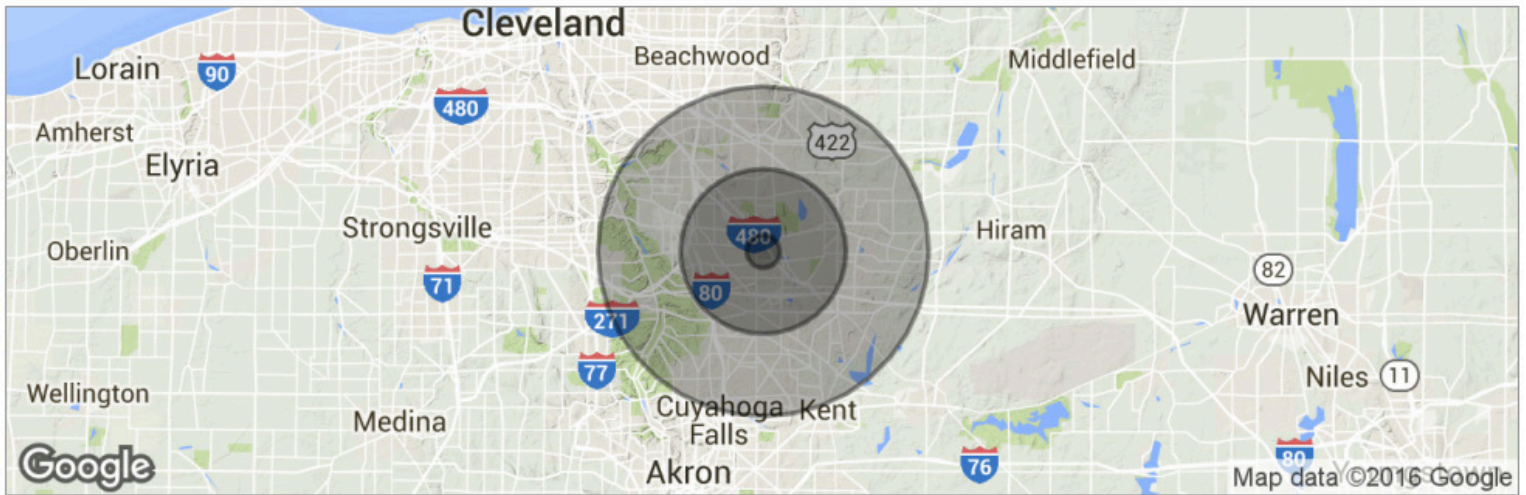 Cleveland
Beachwood
Middlefield
Lorain
90
480
Amherst
422
Elyria
Strongsville
Hiram
480
Oberlin
82
71
80
271
Warren
77
Niles
11
Wellington
Cuyahoga
Falls
Kent
Medina
Akron
76
80
Google
Youngstown
Map data ©2016 Google